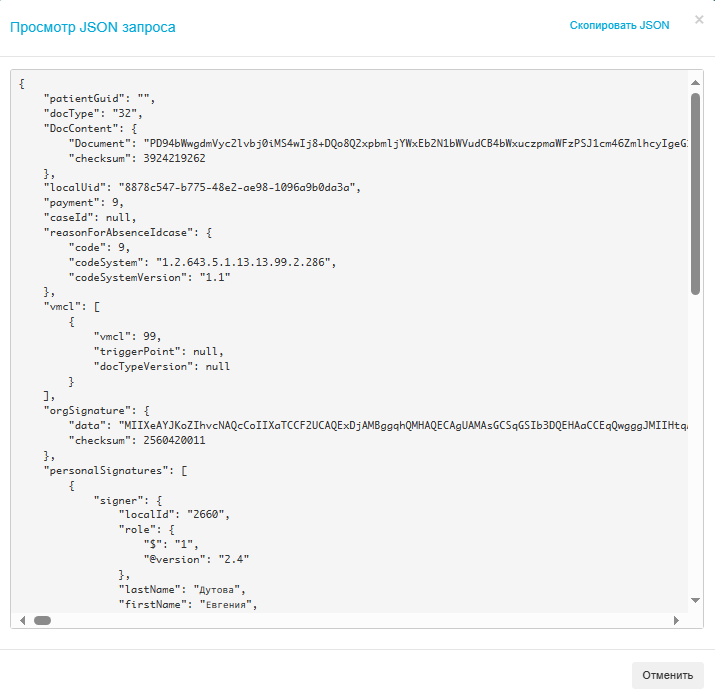 Просмотр JSON запроса
Скопировать JSON
×
{
"patientGuid": "",
"docType": "32",
"DocContent": {
"Document": "PD94bWwgdmVyc2lvbj0iMS4wIj8+DQo8Q2xpbmljYWxEb2N1bWVudCB4bWxuczpmaWFzPSJ1cm46ZmlhcyIgeG
"checksum": 3924219262
},
"localUid": "8878c547-b775-48e2-ae98-1096a9b0da3a",
"payment": 9,
"caseId": null,
"reasonForAbsenceIdcase": {
"code": 9,
"codeSystem": "1.2.643.5.1.13.13.99.2.286",
"codeSystemVersion": "1.1"
},
"vmcl": [
{
"vmcl": 99,
"triggerPoint": null,
"docTypeVersion": null
}
],
"orgSignature": {
"data": "MIIXeAYJKoZIhvcNAQcCoIIXaTCCF2UCAQExDjAMBggqhQMHAQECAgUAMAsGCSqGSIb3DQEHAaCCEqQwgggJMIIHtq
"checksum": 2560420011
},
"personalSignatures": [
{
"signer": {
"localId": "2660",
"role": {
"$": "1",
"@version": "2.4"
},
"lastName": "Дутова",
"firstName": "Евгения",
Отменить